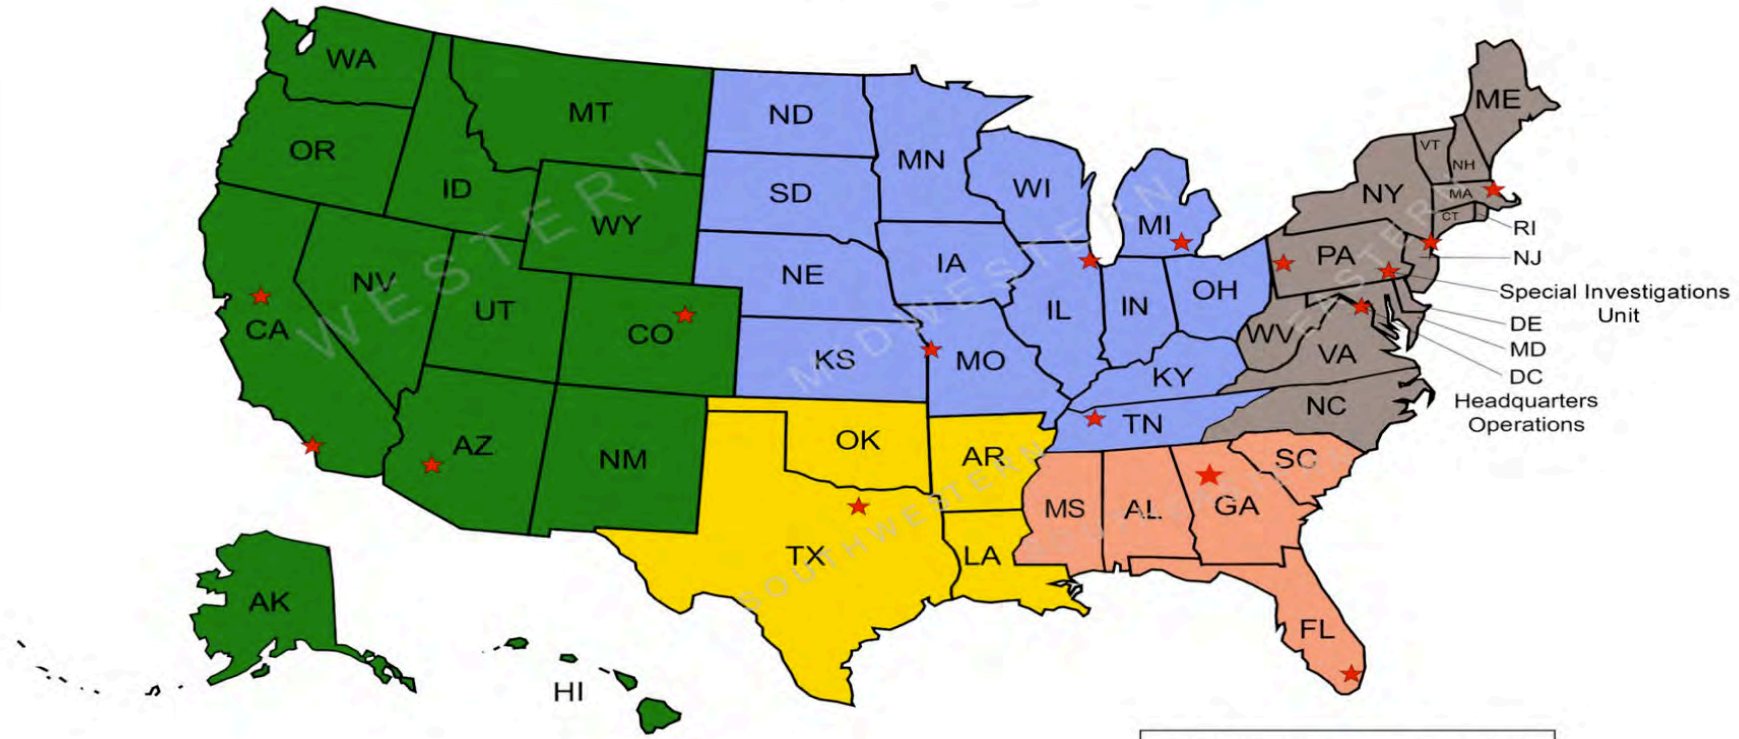 WA
MT
ND
MN
ME
OR
ID
SD
WI
MI
VT
NH
NY
MA
WY
CT
RI
NV
NE
IA
PA
NJ
CA
UT
CO
IL
IN
OH
Special Investigations
Unit
KS
MO
WV
VA
DE
MD
DC
KY
NC
Headquarters
Operations
AZ
NM
OK
AR
TN
TX
LA
MS
AL
GA
SC
AK
HI
FL
WESTERN
MIDWESTERN
EASTERN
SOUTHWESTERN